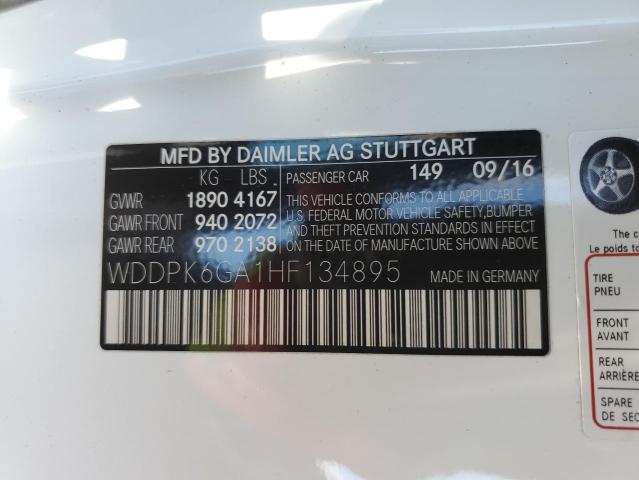 MFD BY DAIMLER AG STUTTGART
KG LBS
GVWR 1890 4167
GAWR FRONT 940 2072
GAWR REAR 970 2138
PASSENGER CAR 149 09/16
THIS VEHICLE CONFORMS TO ALL APPLICABLE
U.S. FEDERAL MOTOR VEHICLE SAFETY, BUMPER
AND THEFT PREVENTION STANDARDS IN EFFECT
ON THE DATE OF MANUFACTURE SHOWN ABOVE.
WDDPK6GA1HF134895 MADE IN GERMANY
The c
Le poids to
TIRE
PNEU
FRONT
AVANT
REAR
ARRIÈRE
SPARE
DE SEC